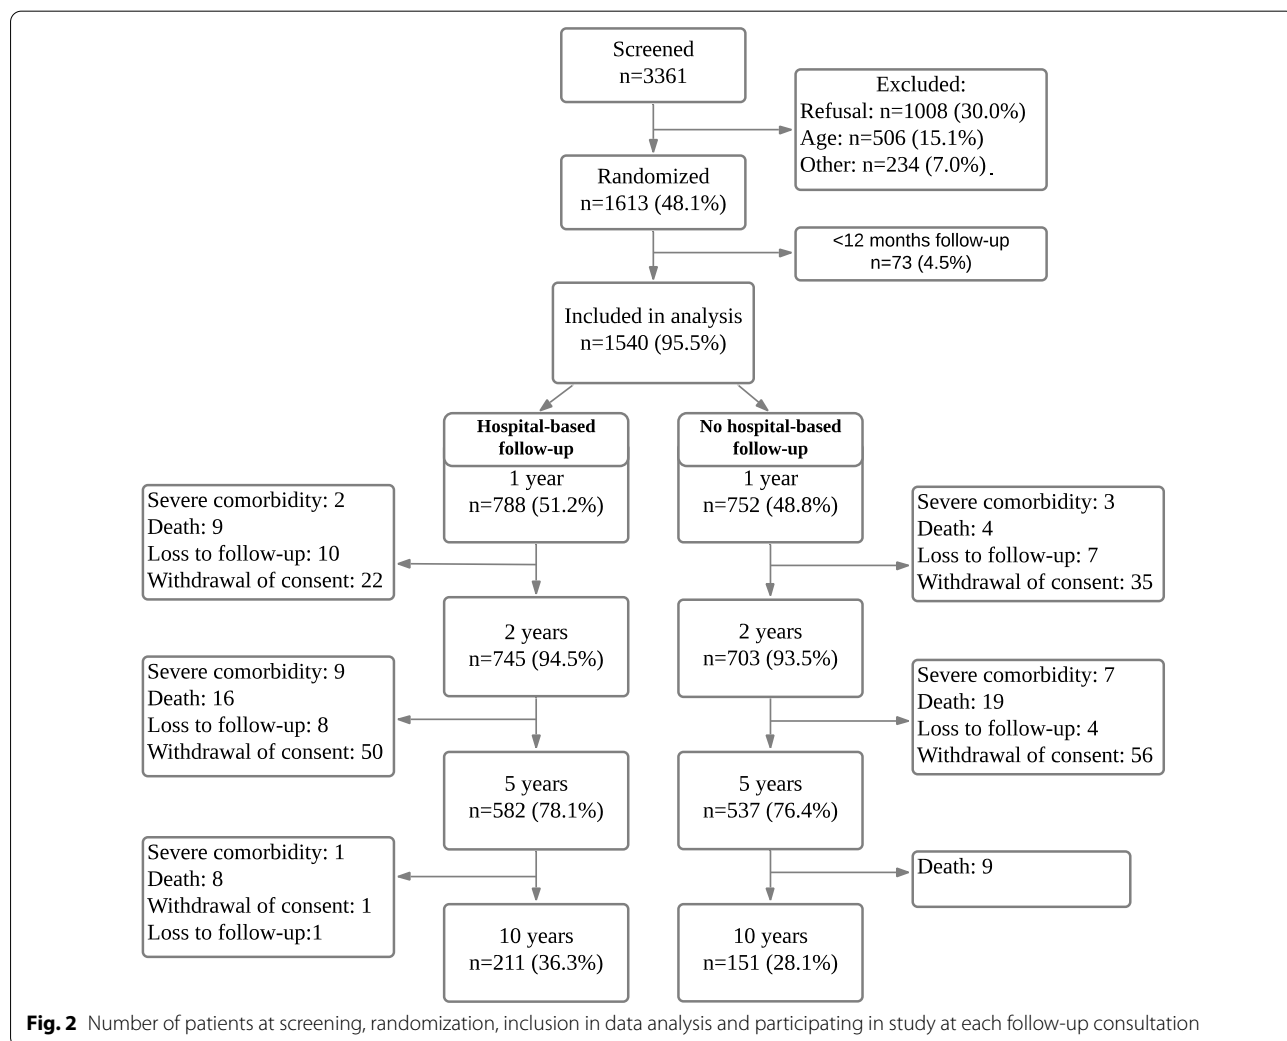 Screened
n=3361
Excluded:
Refusal: n=1008 (30.0%)
Age: n=506 (15.1%)
Other: n=234 (7.0%).
Randomized
n=1613 (48.1%)
<12 months follow-up
n=73 (4.5%)
Included in analysis
n=1540 (95.5%)
Hospital-based
follow-up
1 year
n=788 (51.2%)
No hospital-based
follow-up
1 year
n=752 (48.8%)
Severe comorbidity: 2
Death: 9
Loss to follow-up: 10
Withdrawal of consent: 22
Severe comorbidity: 3
Death: 4
Loss to follow-up: 7
Withdrawal of consent: 35
2 years
n=745 (94.5%)
2 years
n=703 (93.5%)
Severe comorbidity: 9
Death: 16
Loss to follow-up: 8
Withdrawal of consent: 50
Severe comorbidity: 7
Death: 19
Loss to follow-up: 4
Withdrawal of consent: 56
5 years
n=582 (78.1%)
5 years
n=537 (76.4%)
Severe comorbidity: 1
Death: 8
Withdrawal of consent: 1
Loss to follow-up:1
Death: 9
10 years
n=211 (36.3%)
10 years
n=151 (28.1%)
Fig. 2 Number of patients at screening, randomization, inclusion in data analysis and participating in study at each follow-up consultation